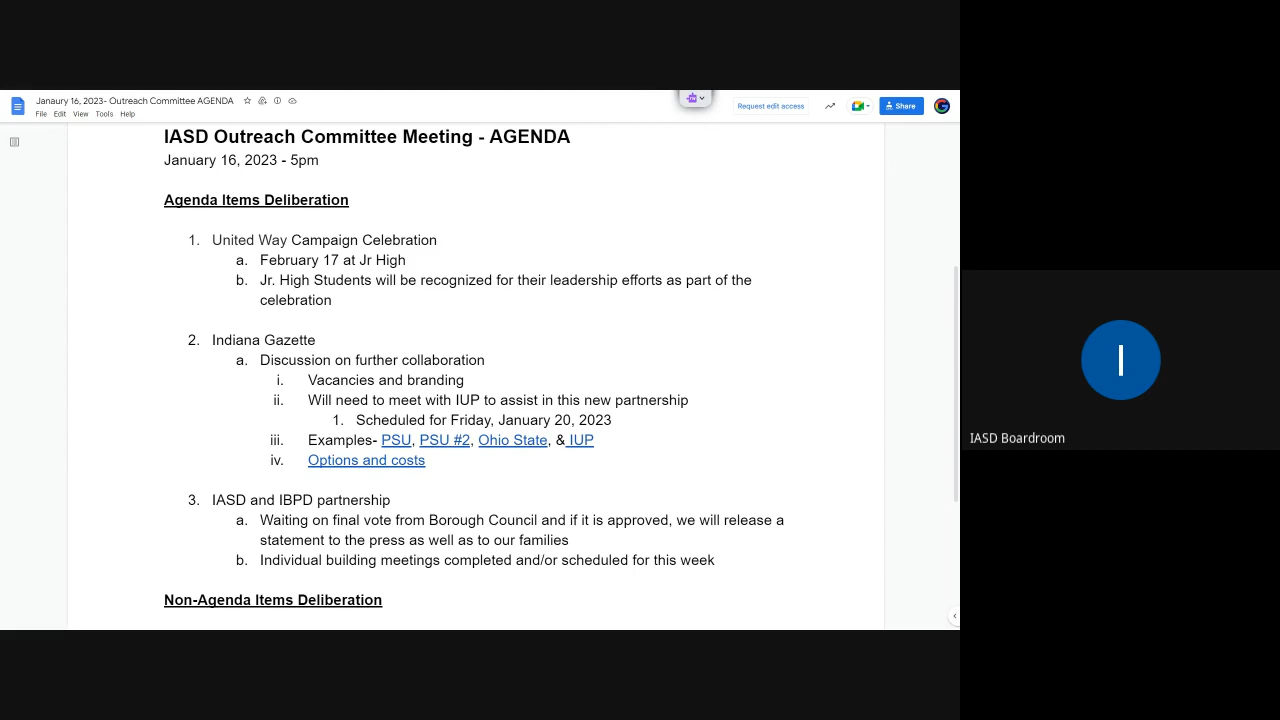 Janaury 16, 2023- Outreach Committee AGENDA
File Edit View Tools Help
Request edit access
Share
IASD Outreach Committee Meeting - AGENDA
January 16, 2023 - 5pm
Agenda Items Deliberation
1. United Way Campaign Celebration
a. February 17 at Jr High
b. Jr. High Students will be recognized for their leadership efforts as part of the
celebration
2. Indiana Gazette
a. Discussion on further collaboration
i. Vacancies and branding
ii. Will need to meet with IUP to assist in this new partnership
1. Scheduled for Friday, January 20, 2023
iii. Examples- PSU, PSU #2, Ohio State, & IUP
iv. Options and costs
3. IASD and IBPD partnership
a. Waiting on final vote from Borough Council and if it is approved, we will release a
statement to the press as well as to our families
b. Individual building meetings completed and/or scheduled for this week
Non-Agenda Items Deliberation
I
IASD Boardroom